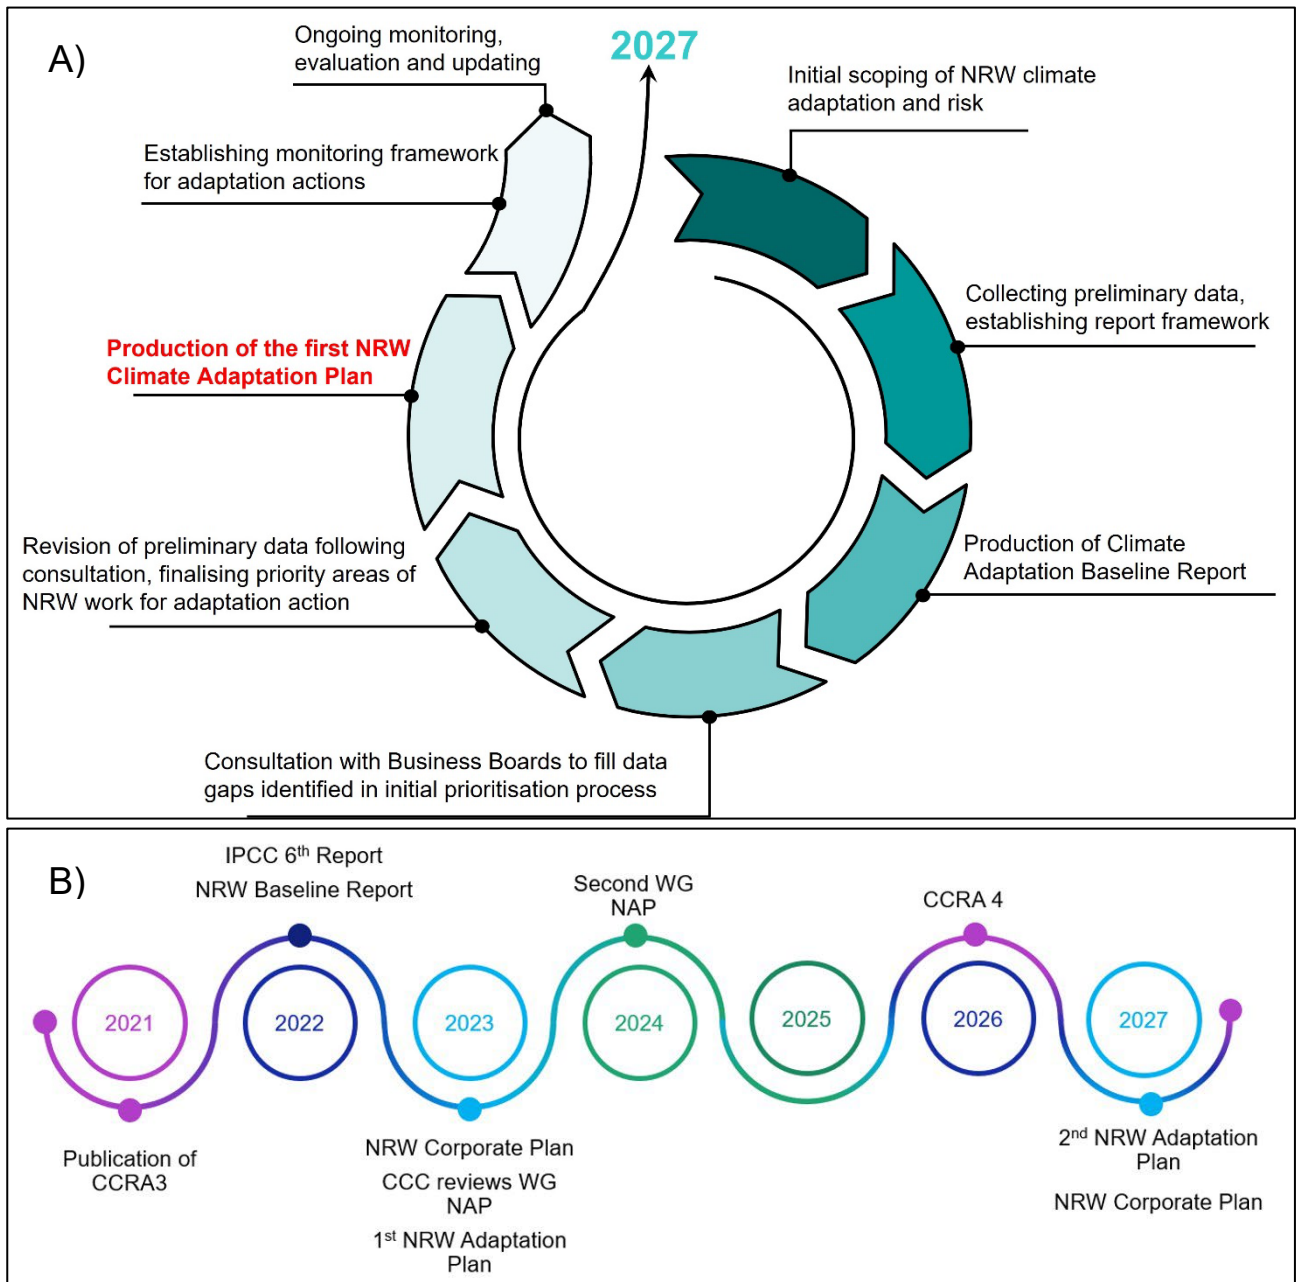 A)
Ongoing monitoring,
evaluation and updating
2027
Initial scoping of NRW climate
adaptation and risk
Establishing monitoring framework
for adaptation actions
Collecting preliminary data,
establishing report framework
Production of the first NRW
Climate Adaptation Plan
Production of Climate
Adaptation Baseline Report
Revision of preliminary data following
consultation, finalising priority areas of
NRW work for adaptation action
Consultation with Business Boards to fill data
gaps identified in initial prioritisation process
B)
IPCC 6th Report
NRW Baseline Report
Second WG
NAP
CCRA 4
2021
2022
2023
2024
2025
2026
2027
Publication of
CCRA3
NRW Corporate Plan
CCC reviews WG
NAP
1st NRW Adaptation
Plan
2nd NRW Adaptation
Plan
NRW Corporate Plan